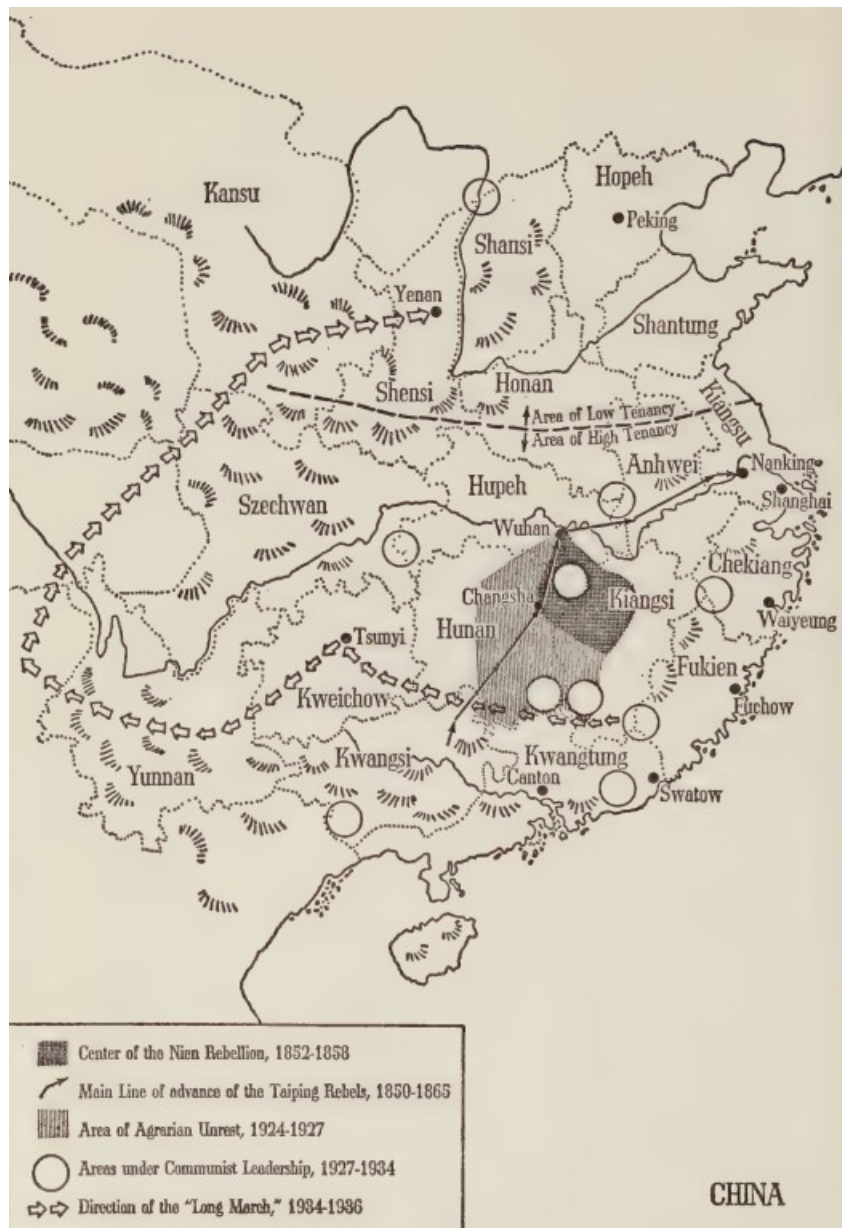 Hopeh
Kansu
Peking
Shansi
Yenan
Shantung
Shensi
Honan
Area of Low Tenancy
Area of High Tenancy
Kiangsu
Anhwei
Nanking
Hupeh
Shanghai
Szechwan
Wuhan
Chekiang
Changsha
Kiangsi
Waiyeung
Hunan
Tsunyi
Fukien
Kweichow
Fuchow
Kwangsi
Kwangtung
Yunnan
Canton
Swatow
Center of the Nien Rebellion, 1852-1858
Main Line of advance of the Taiping Rebels, 1850-1865
Area of Agrarian Unrest, 1924-1927
Areas under Communist Leadership, 1927-1934
Direction of the "Long March," 1934-1936
CHINA